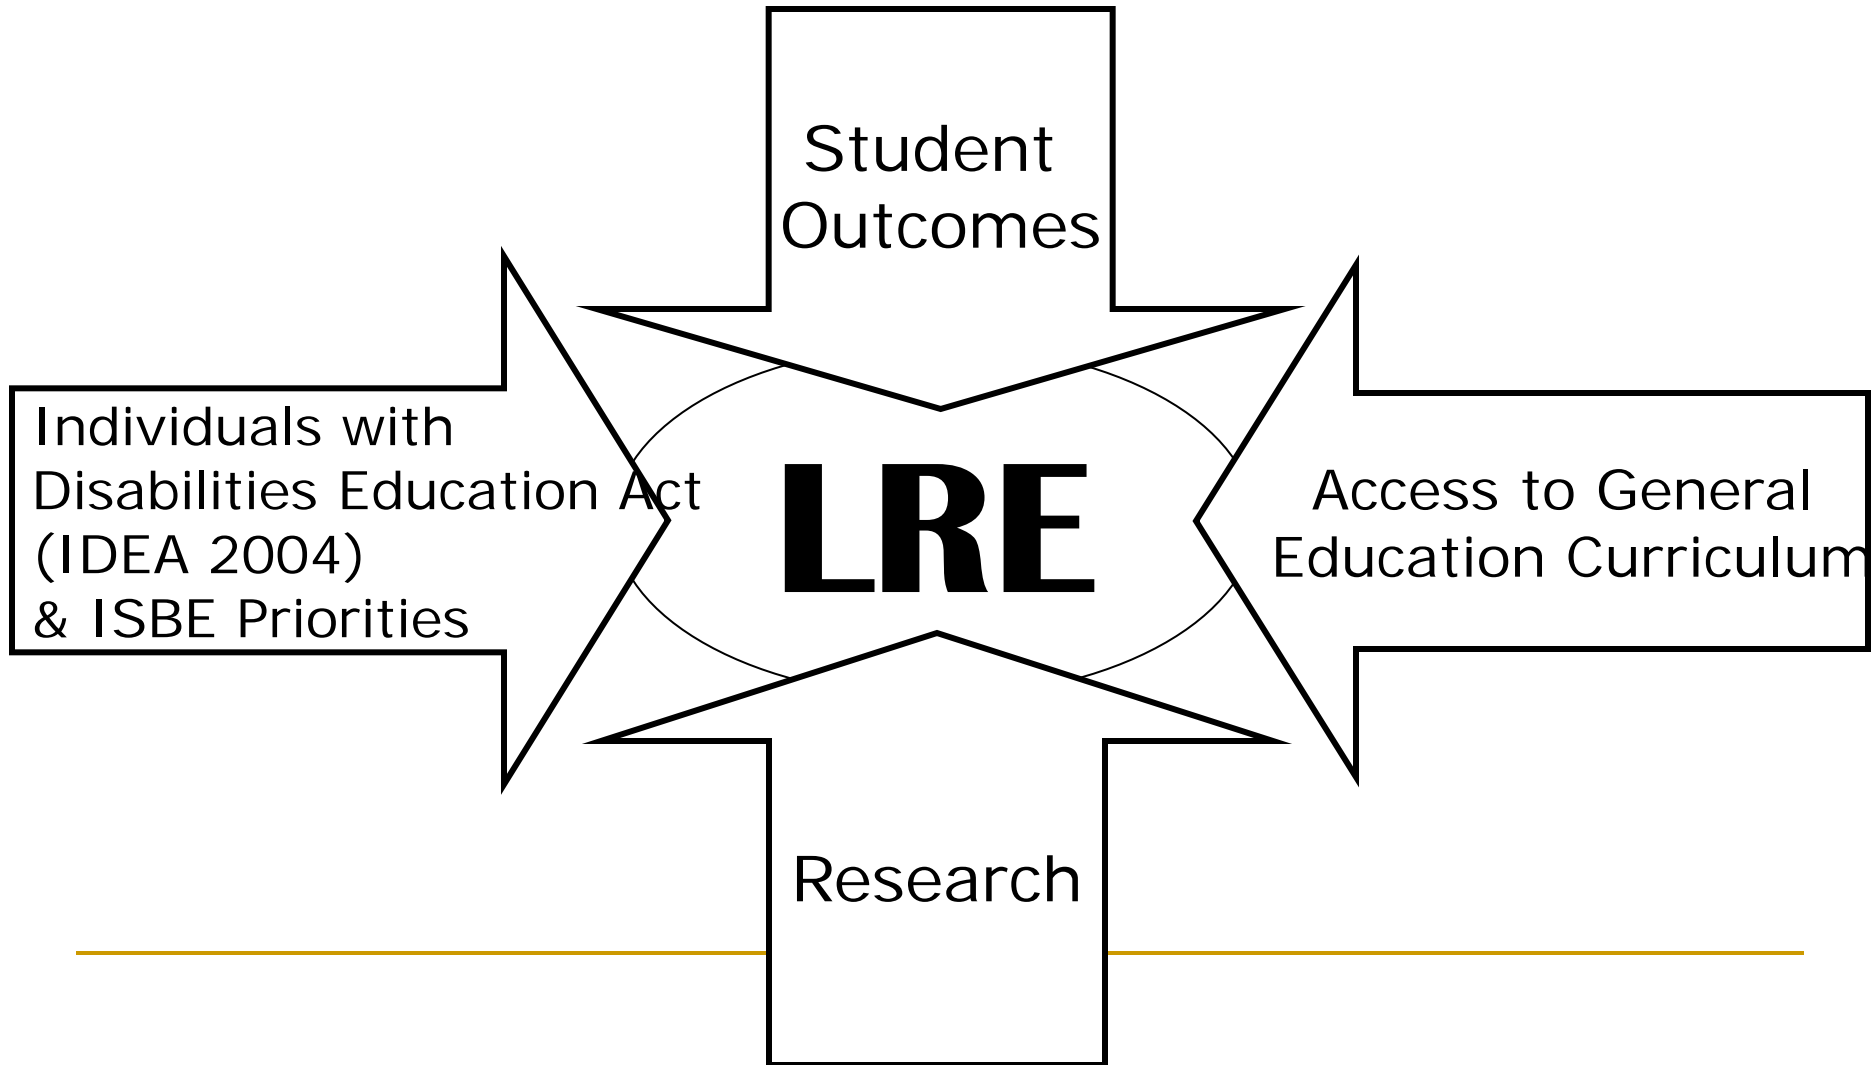 Student
Outcomes
Individuals with
Disabilities Education Act
(IDEA 2004)
& ISBE Priorities
LRE
Access to General
Education Curriculum
Research